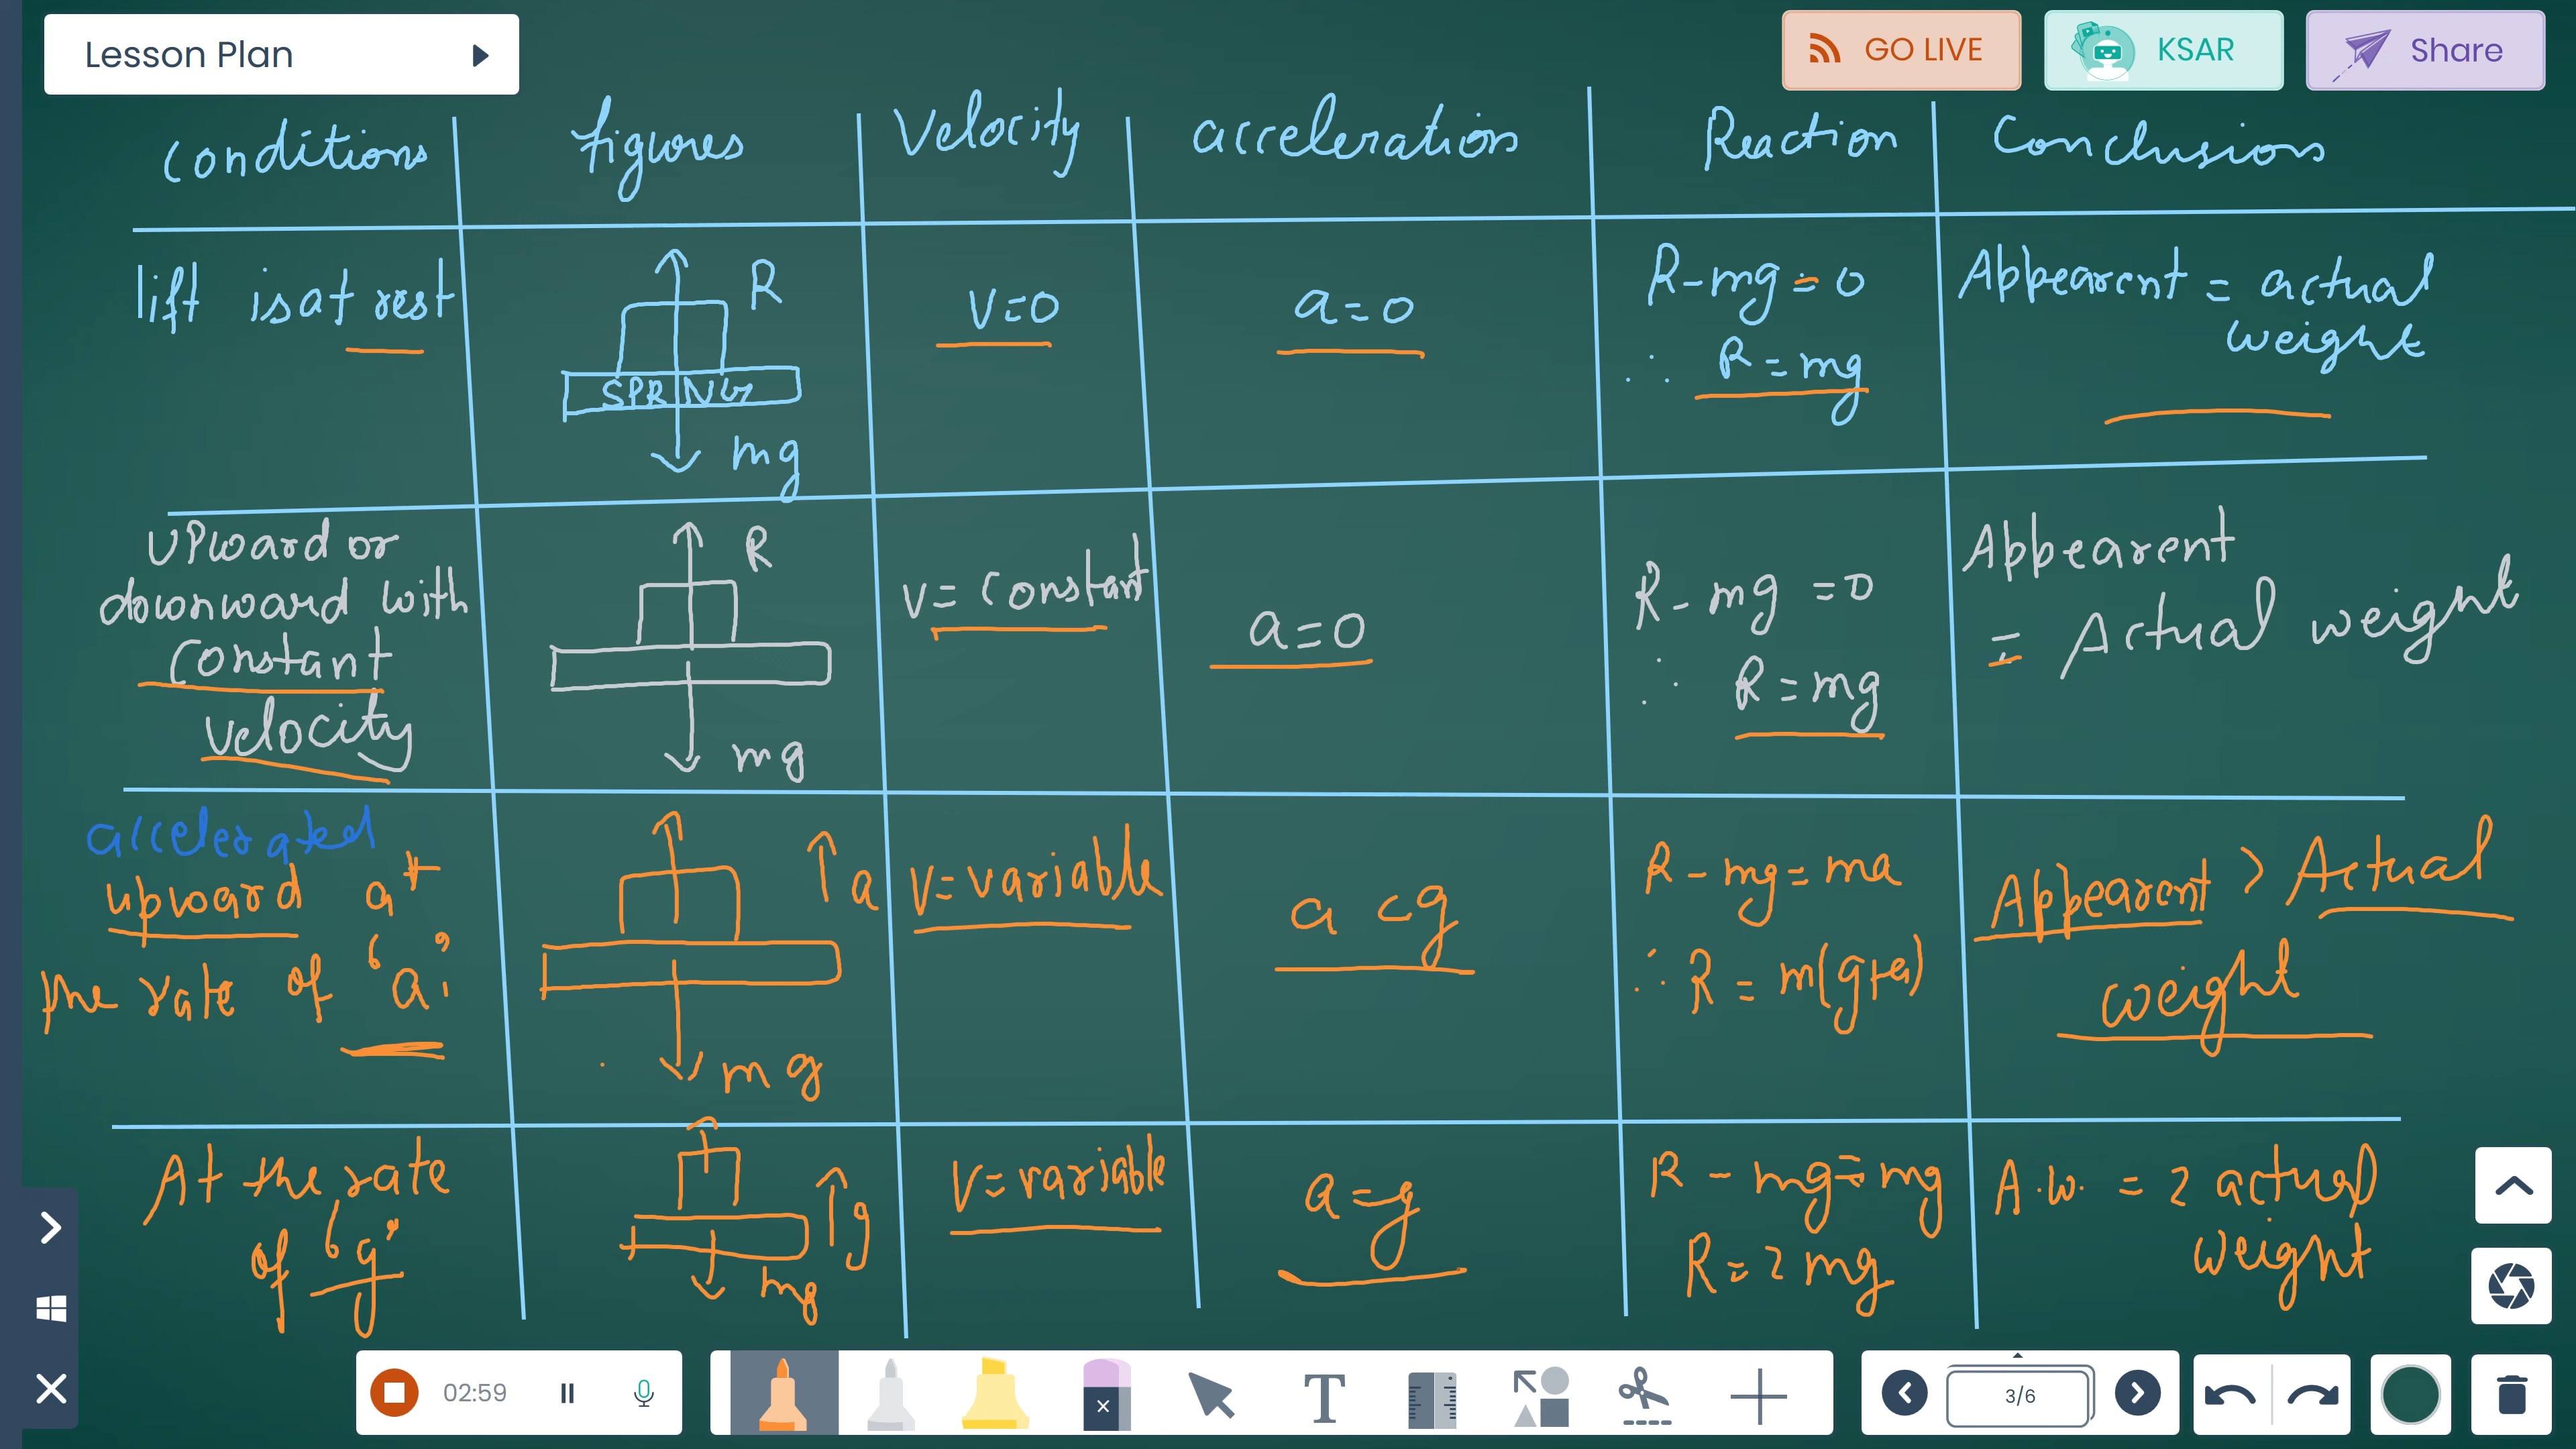 Lesson Plan
GO LIVE
KSAR
Share
conditions figures Velocity acceleration Reaction Conclusion
lift is at rest
R
SPRING
mg
V=0
a=0
R-mg=0
∴ R=mg
Appearent = actual
weight
UPward or
downward with
constant
velocity
R
mg
v= constant
a=0
R-mg=0
∴ R=mg
Appearent
= Actual weight
accelerated
upward at
the rate of 'a'
a
mg
V=variable
a < g
R-mg=ma
∴ R=m(g+a)
Appearent > Actual
weight
At the rate
of 'g'
g
mg
V=variable
a=g
R-mg=mg
R=2mg
A.W. = 2 actual
weight
02:59
T
3/6